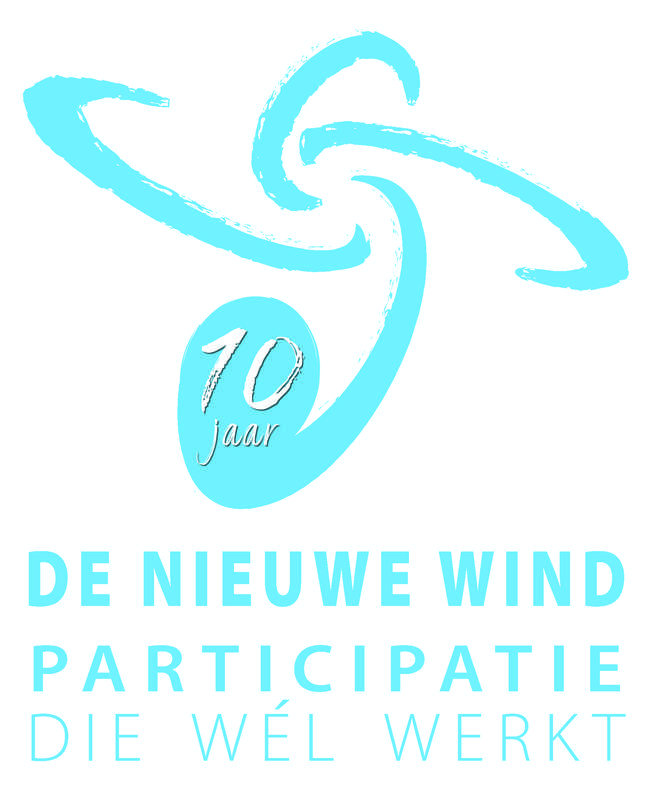 10
jaar
DE NIEUWE WIND
PARTICIPATIE
DIE WÉL WERKT